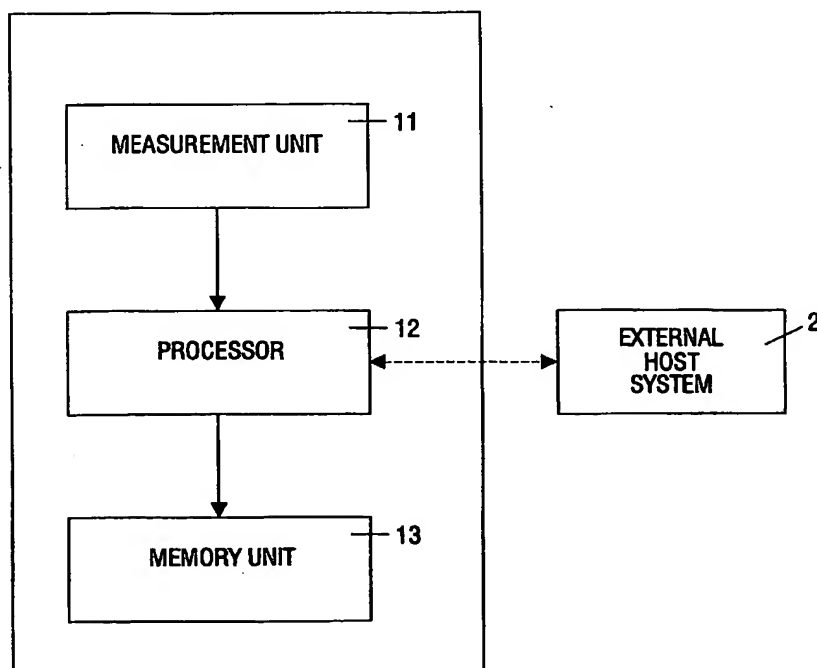 MEASUREMENT UNIT
11
PROCESSOR
12
EXTERNAL
HOST
SYSTEM
2
MEMORY UNIT
13